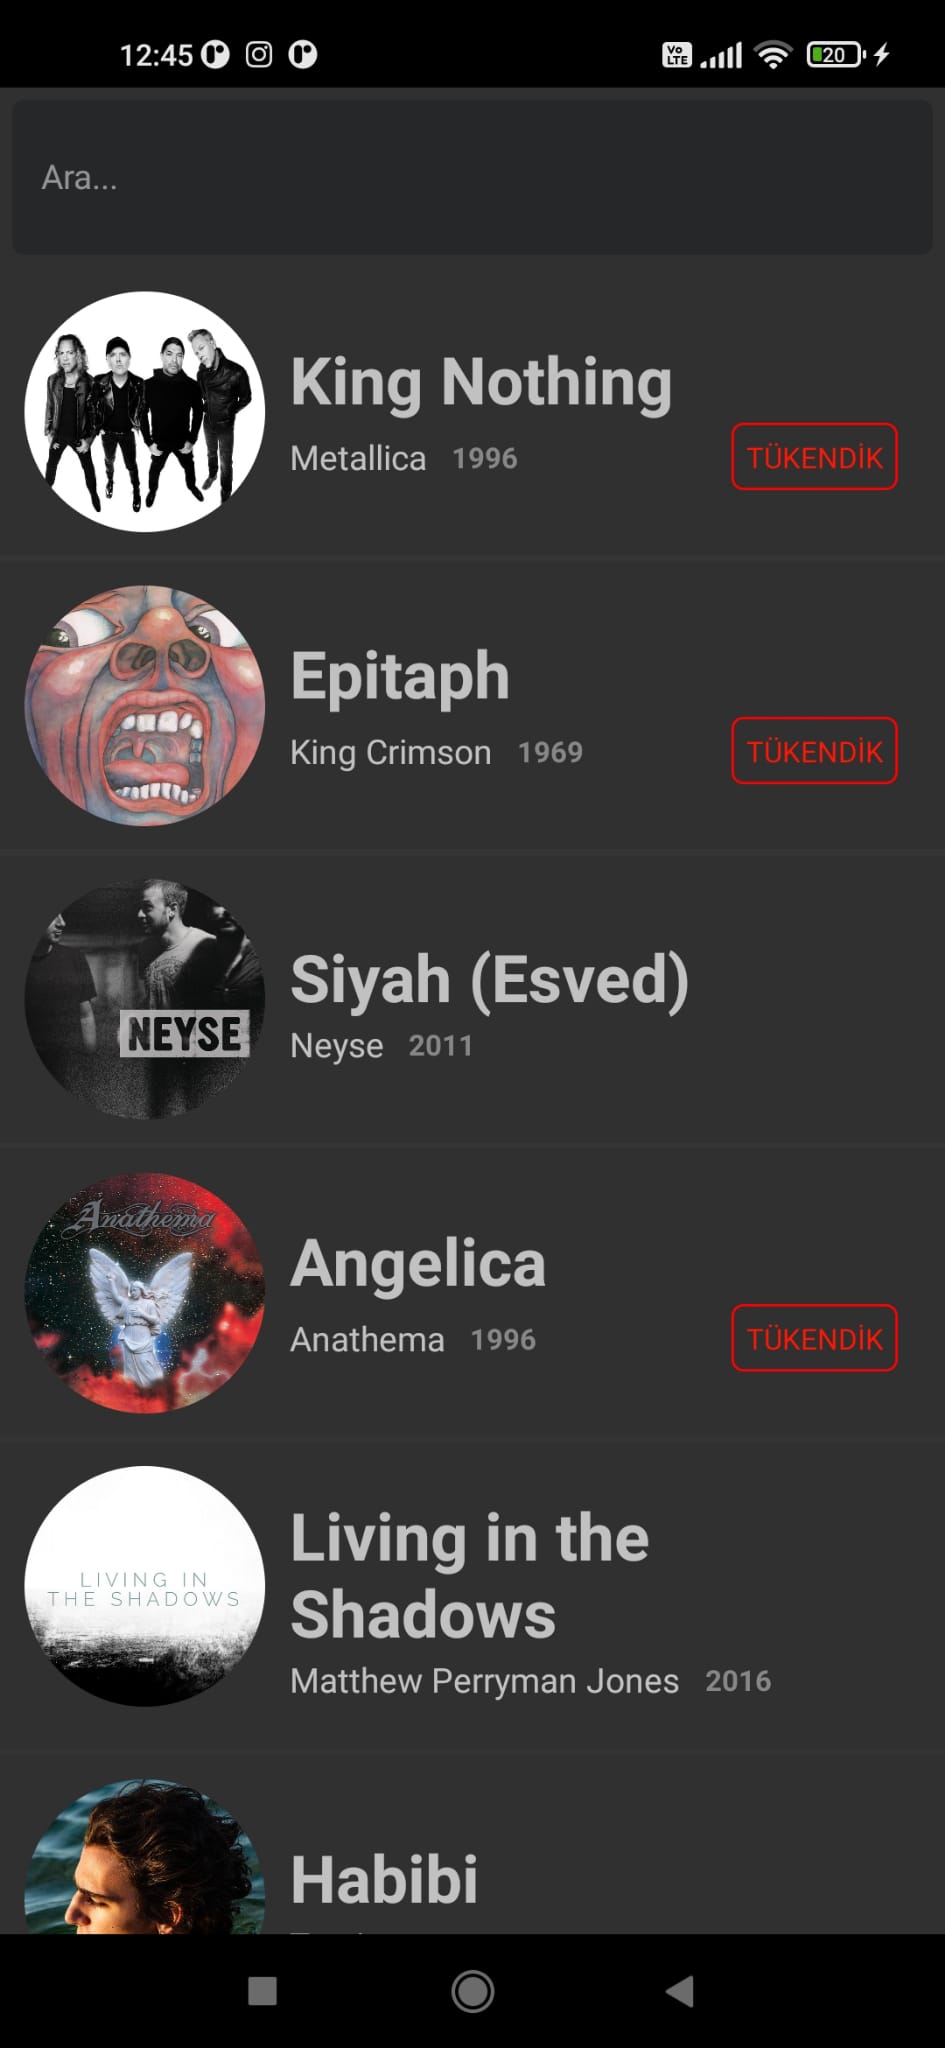 12:45
Vo
LTE
20
Ara...
King Nothing
Metallica 1996
TÜKENDİK
Epitaph
King Crimson 1969
TÜKENDİK
NEYSE
Siyah (Esved)
Neyse 2011
Anathema
Angelica
Anathema 1996
TÜKENDİK
LIVING IN
THE SHADOWS
Living in the
Shadows
Matthew Perryman Jones 2016
Habibi